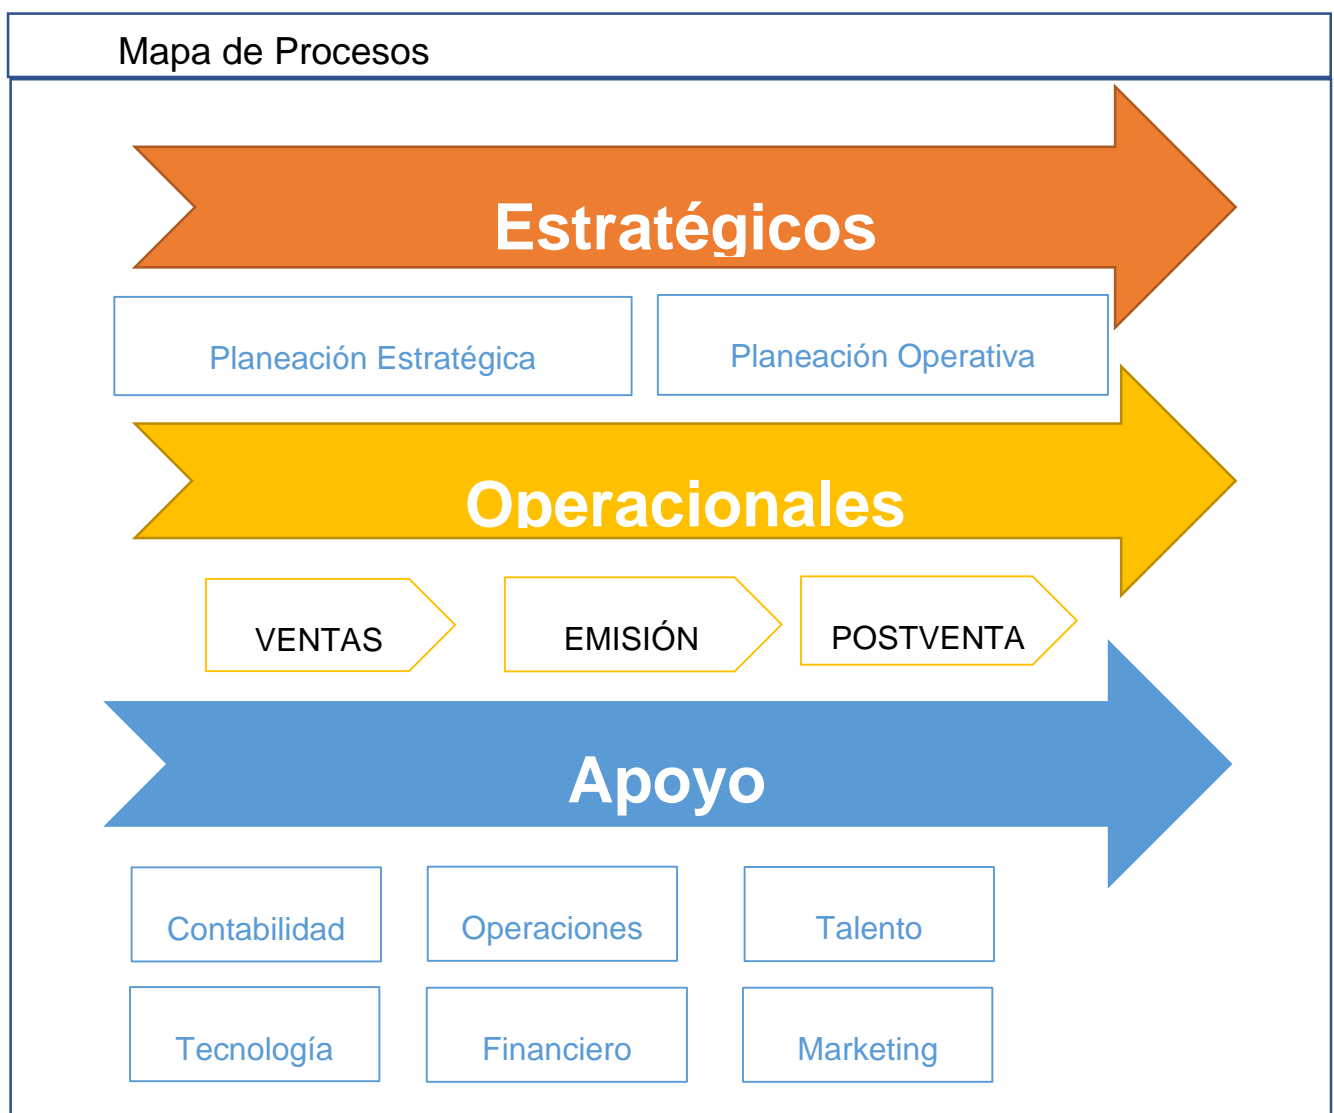 Mapa de Procesos
Estratégicos
Planeación Estratégica
Planeación Operativa
Operacionales
VENTAS
EMISIÓN
POSTVENTA
Apoyo
Contabilidad
Operaciones
Talento
Tecnología
Financiero
Marketing